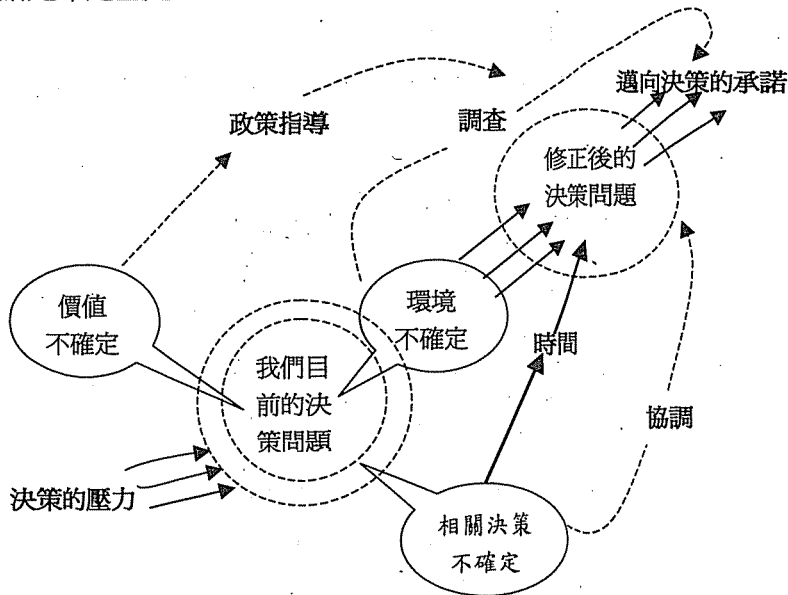 邁向決策的承諾
政策指導
調查
修正後的
決策問題
價值
不確定
環境
不確定
時間
我們目
前的決
策問題
協調
決策的壓力
相關決策
不確定